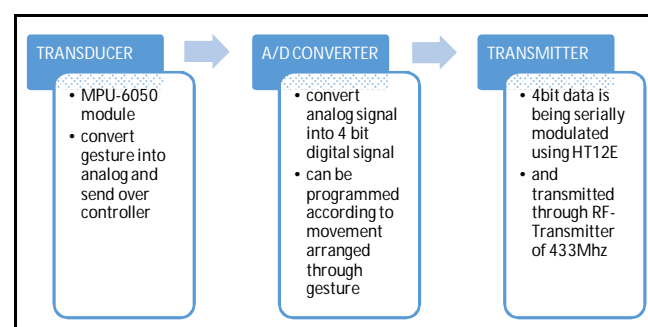 TRANSDUCER
• MPU-6050
module
• convert
gesture into
analog and
send over
controller
A/D CONVERTER
• convert
analog signal
into 4 bit
digital signal
• can be
programmed
according to
movement
arranged
through
gesture
TRANSMITTER
• 4bit data is
being serially
modulated
using HT12E
• and
transmitted
through RF-
Transmitter
of 433Mhz